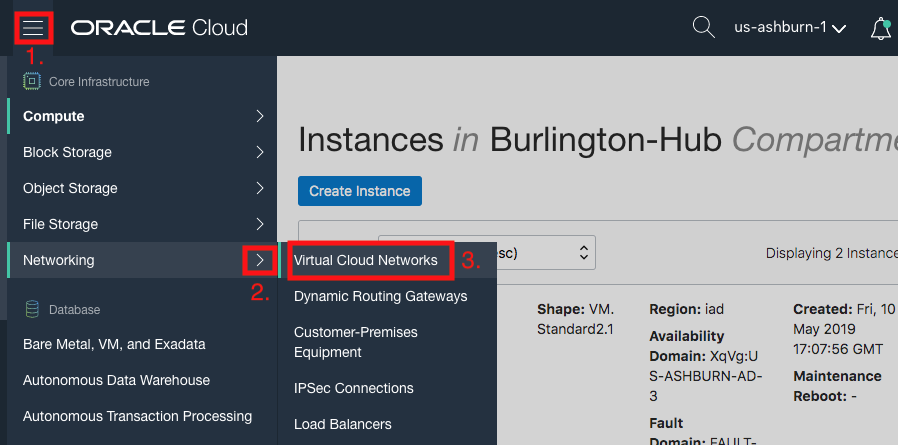 ORACLE Cloud
us-ashburn-1
1.
Core Infrastructure
Compute
Block Storage
Object Storage
File Storage
Networking
2.
Database
Bare Metal, VM, and Exadata
Autonomous Data Warehouse
Autonomous Transaction Processing
Virtual Cloud Networks
3.
Dynamic Routing Gateways
Customer-Premises
Equipment
IPSec Connections
Load Balancers
Instances in Burlington-Hub Compartme
Create Instance
sc)
Displaying 2 Instance
Shape: VM.
Standard2.1
Region: iad
Availability
Domain: XqVg:U
S-ASHBURN-AD-
3
Fault
Domain: FAULT-
Created: Fri, 10
May 2019
17:07:56 GMT
Maintenance
Reboot: -